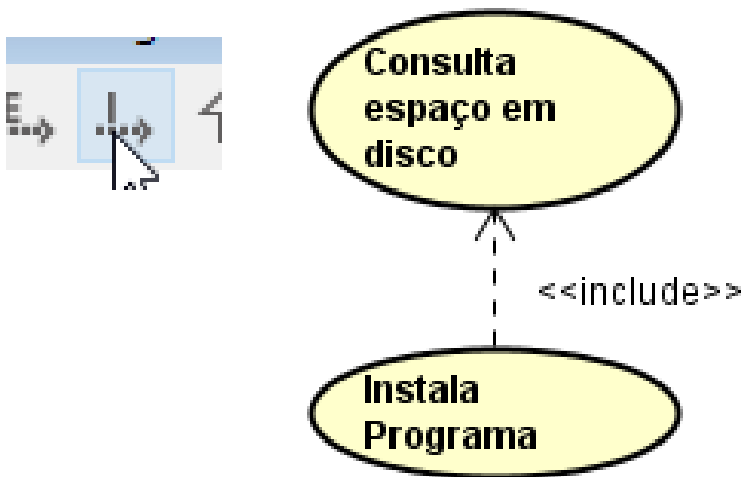 E
I
Consulta
espaço em
disco
<<include>>
Instala
Programa